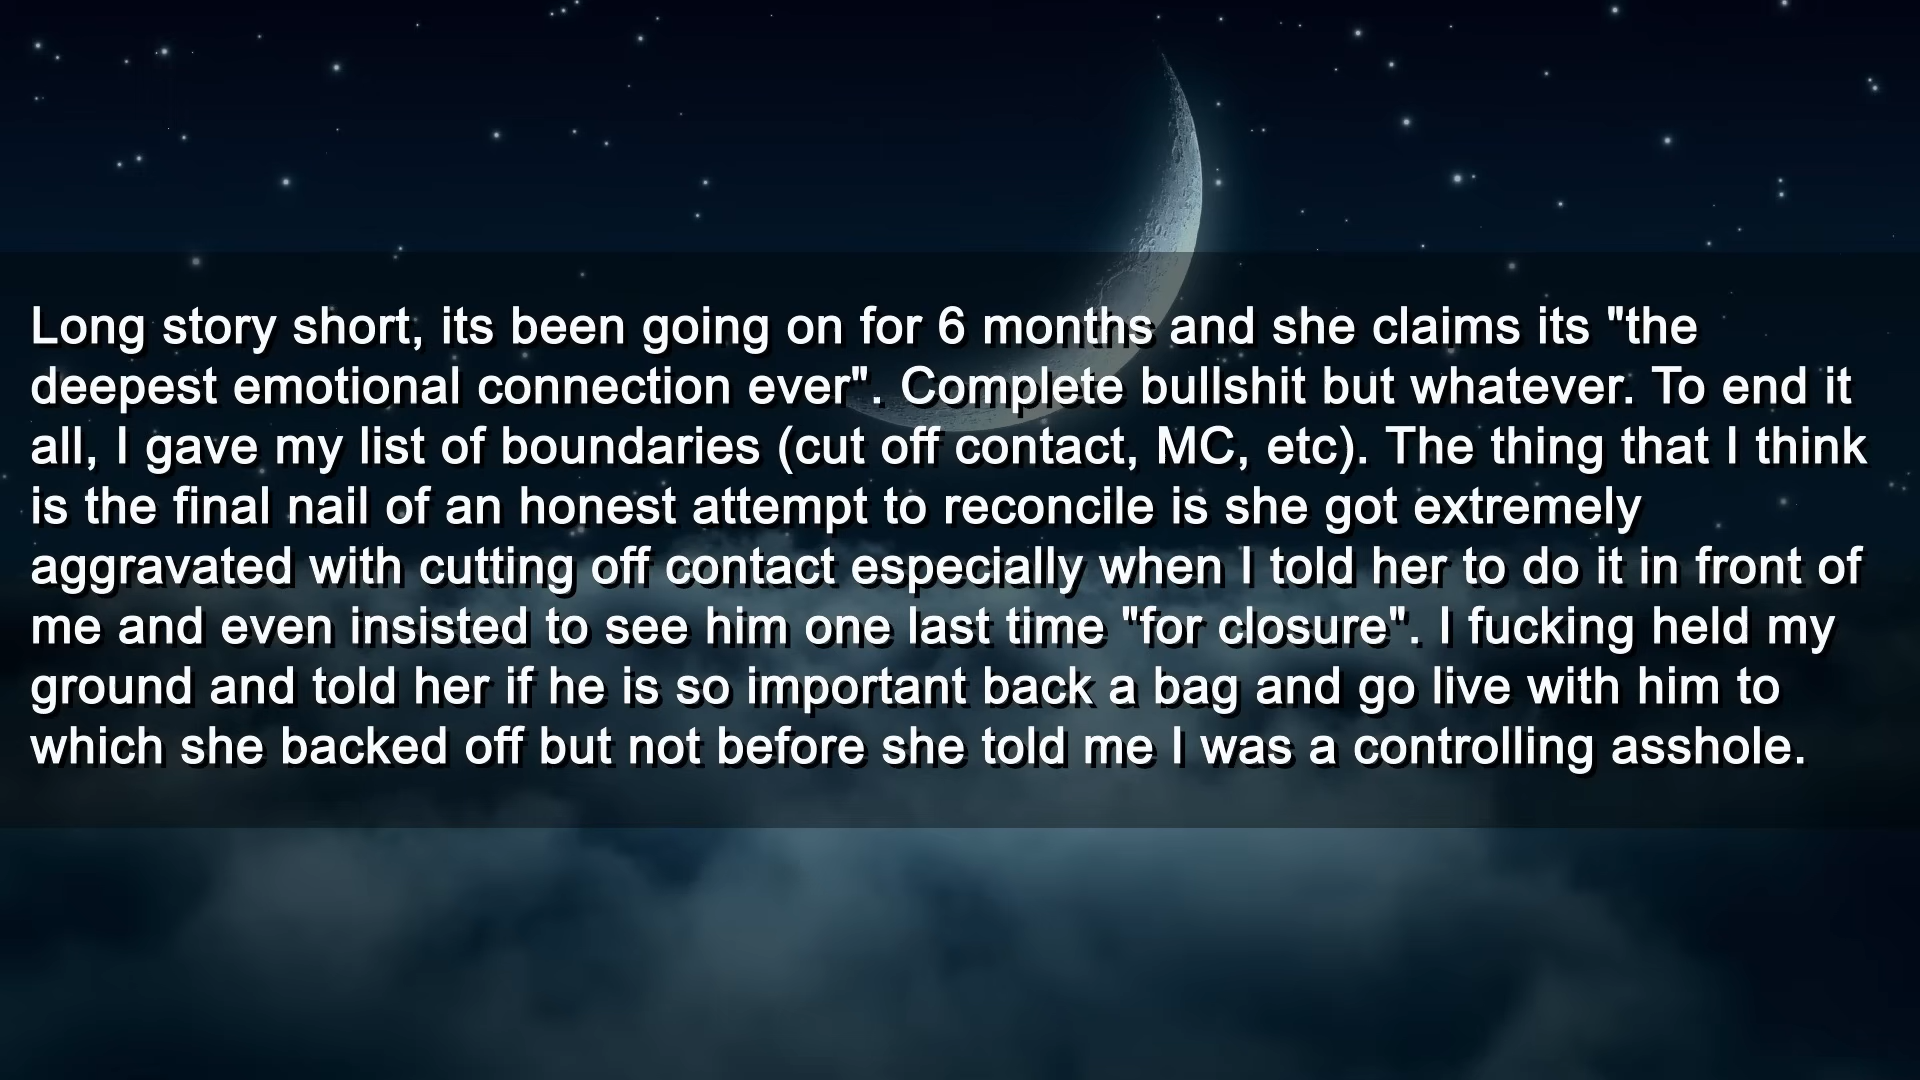 Long story short, its been going on for 6 months and she claims its "the
deepest emotional connection ever". Complete bullshit but whatever. To end it
all, I gave my list of boundaries (cut off contact, MC, etc). The thing that I think
is the final nail of an honest attempt to reconcile is she got extremely
aggravated with cutting off contact especially when I told her to do it in front of
me and even insisted to see him one last time "for closure". I fucking held my
ground and told her if he is so important back a bag and go live with him to
which she backed off but not before she told me I was a controlling asshole.